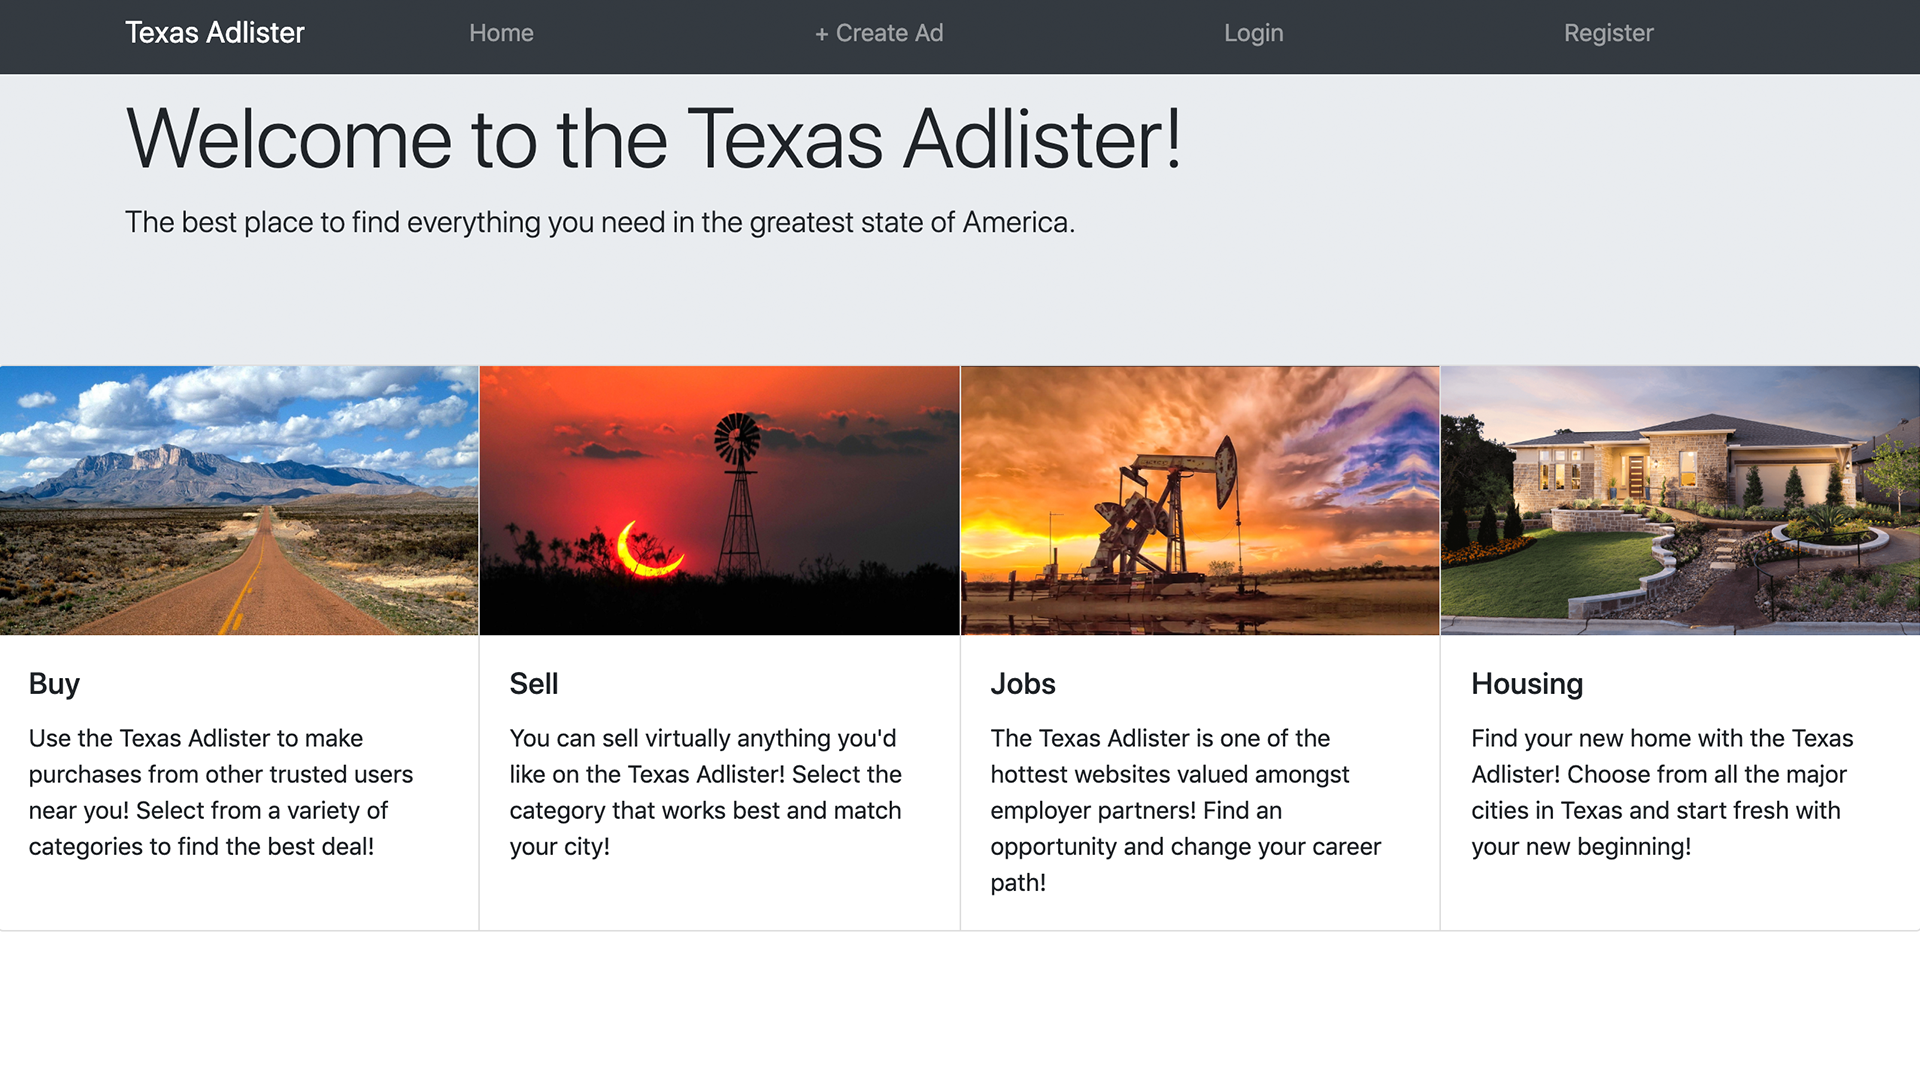 Texas Adlister Home + Create Ad Login Register
Welcome to the Texas Adlister!
The best place to find everything you need in the greatest state of America.
Buy
Use the Texas Adlister to make
purchases from other trusted users
near you! Select from a variety of
categories to find the best deal!
Sell
You can sell virtually anything you'd
like on the Texas Adlister! Select the
category that works best and match
your city!
Jobs
The Texas Adlister is one of the
hottest websites valued amongst
employer partners! Find an
opportunity and change your career
path!
Housing
Find your new home with the Texas
Adlister! Choose from all the major
cities in Texas and start fresh with
your new beginning!